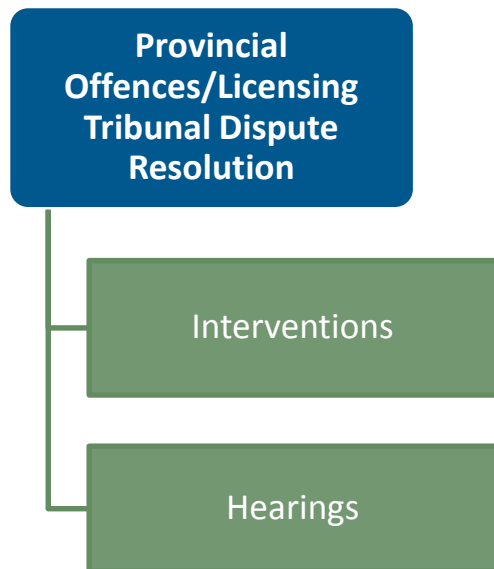 Provincial
Offences/Licensing
Tribunal Dispute
Resolution
Interventions
Hearings